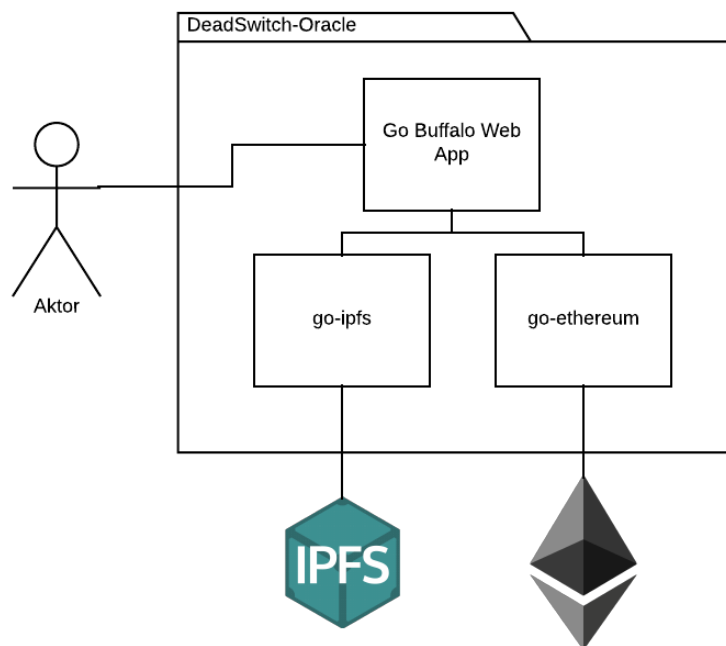 DeadSwitch-Oracle
Go Buffalo Web
App
Aktor
go-ipfs
go-ethereum
IPFS